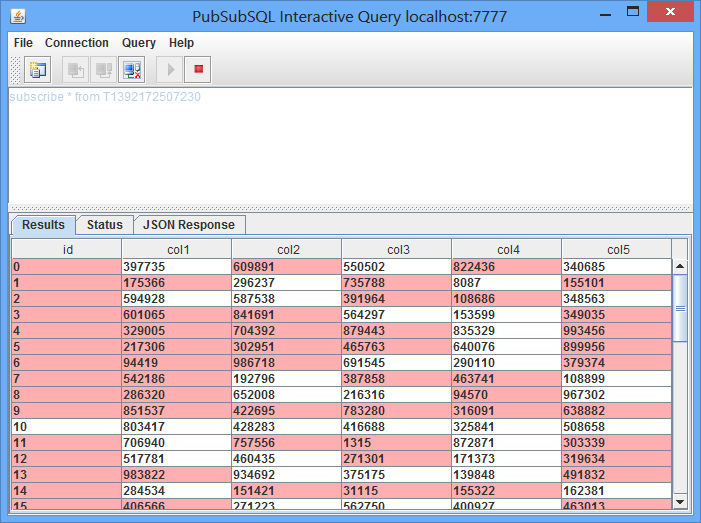 PubSubSQL Interactive Query localhost:7777
File Connection Query Help
subscribe * from T1392172507230
Results Status JSON Response
id col1 col2 col3 col4 col5
0 397735 609891 550502 822436 340685
1 175366 296237 735788 8087 155101
2 594928 587538 391964 108686 348563
3 601065 841691 564297 153599 349035
4 329005 704392 879443 835329 993456
5 217306 302951 465763 640076 899956
6 94419 986718 691545 290110 379374
7 542186 192796 387858 463741 108899
8 286320 652008 216316 94570 967302
9 851537 422695 783280 316091 638882
10 803417 428283 416688 325841 508658
11 706940 757556 1315 872871 303339
12 517781 460435 271301 171373 319634
13 983822 934692 375175 139848 491832
14 284534 151421 31115 155322 162381
15 406566 271223 562750 400927 463013